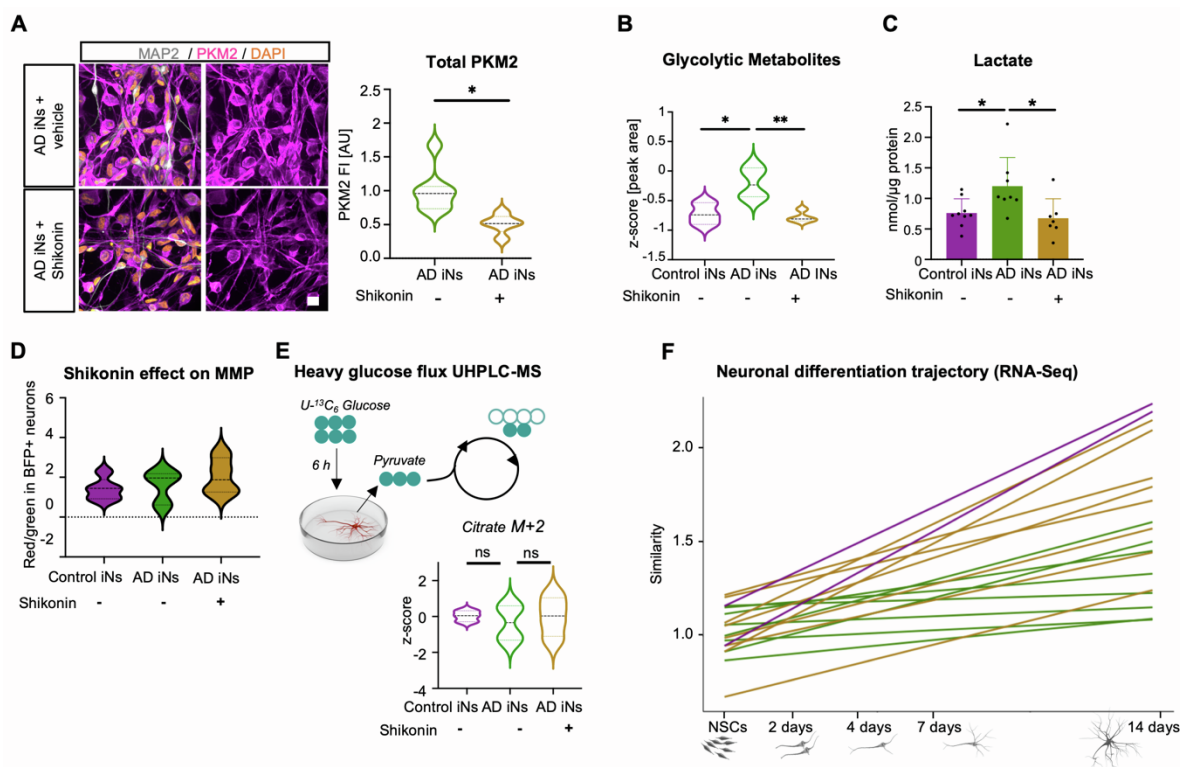 A
MAP2 / PKM2 / DAPI
AD iNs +
vehicle
AD iNs +
Shikonin
Total PKM2
*
PKM2 FI [AU]
2.0
1.5
1.0
0.5
0.0
AD iNs AD iNs
Shikonin - +
B
Glycolytic Metabolites
* **
z-score [peak area]
0.5
0
-0.5
-1
-1.5
Control iNs AD iNs AD INs
Shikonin - - +
C
Lactate
* *
nmol/µg protein
2.5
2.0
1.5
1.0
0.5
0
Control iNs AD iNs AD iNs
Shikonin - - +
D
Shikonin effect on MMP
Red/green in BFP+ neurons
6
4
2
0
-2
Control iNs AD iNs AD iNs
Shikonin - - +
E
Heavy glucose flux UHPLC-MS
U-¹³C₆ Glucose
6 h
Pyruvate
Citrate M+2
ns ns
z-score
2
0
-2
-4
Control iNs AD iNs AD iNs
Shikonin - - +
F
Neuronal differentiation trajectory (RNA-Seq)
Similarity
2.0
1.5
1.0
NSCs 2 days 4 days 7 days 14 days